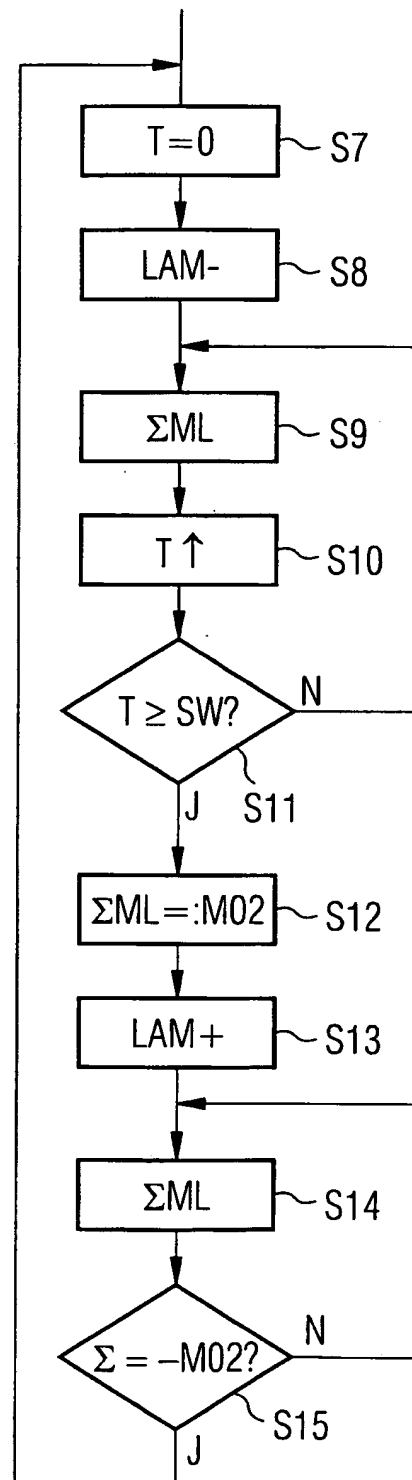 T=0
S7
LAM-
S8
ΣML
S9
T↑
S10
T ≥ SW?
N
S11
J
ΣML=:M02
S12
LAM+
S13
ΣML
S14
Σ = –M02?
N
S15
J